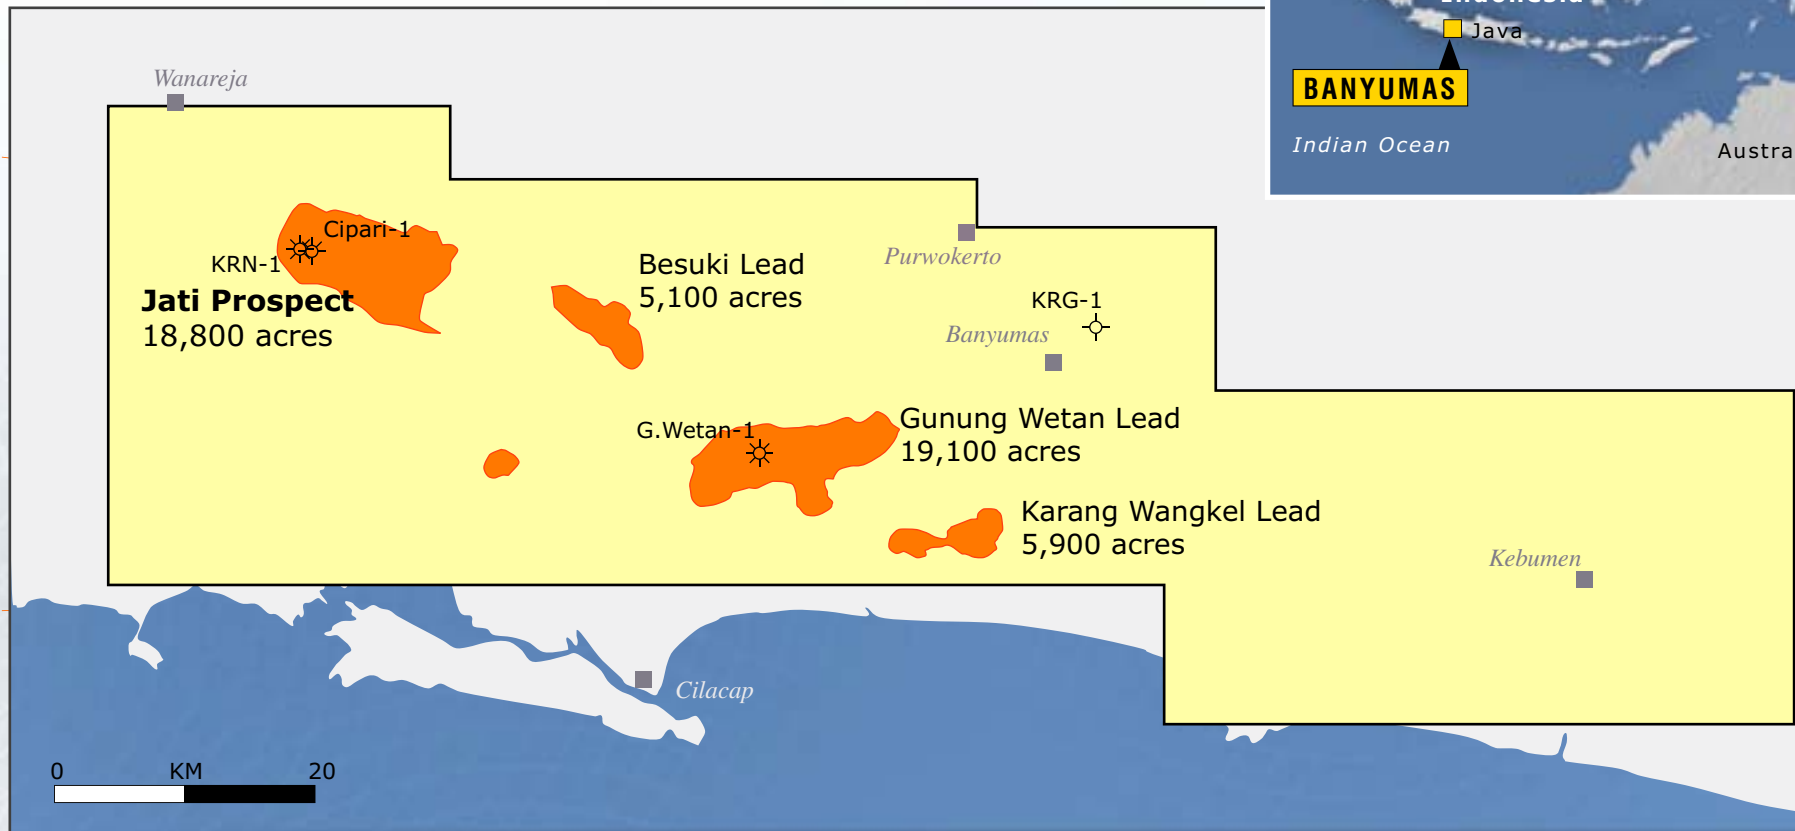 Indonesia
Java
BANYUMAS
Indian Ocean
Austra
Wanareja
Cipari-1
KRN-1
Jati Prospect
18,800 acres
Besuki Lead
5,100 acres
Purwokerto
KRG-1
Banyumas
G.Wetan-1
Gunung Wetan Lead
19,100 acres
Karang Wangkel Lead
5,900 acres
Kebumen
Cilacap
0 KM 20